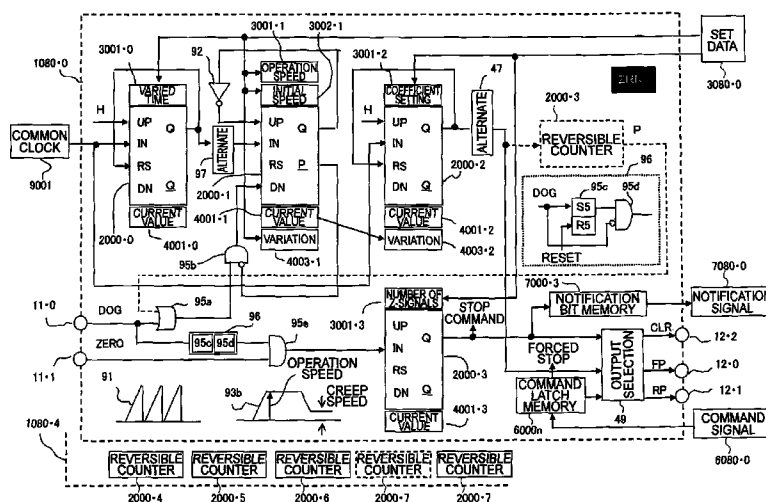 1080・0
3001・0
92
3001・1
3002・1
3001・2
47
SET
DATA
3080・0
VARIED
TIME
OPERATION
SPEED
INITIAL
SPEED
COEFFICIENT
SETTING
ALTERNATE
H
UP Q
IN
RS
DN Q
ALTERNATE
97
UP Q
IN
RS P
DN
H
UP Q
IN
RS
DN Q
COMMON
CLOCK
9001
2000・3
REVERSIBLE
COUNTER
P
96
DOG
95c
95d
S5
R5
RESET
2000・0
2000・1
2000・2
CURRENT
VALUE
4001・0
4001・1
CURRENT
VALUE
VARIATION
4003・1
CURRENT
VALUE
4001・2
VARIATION
4003・2
95b
11・0
DOG
95a
ZERO
11・1
96
95c 95d
95e
3001・3
NUMBER OF
Z SIGNALS
UP Q
IN
RS
DN Q
CURRENT
VALUE
2000・3
4001・3
STOP
COMMAND
7000・3
NOTIFICATION
BIT MEMORY
7080・0
NOTIFICATION
SIGNAL
FORCED
STOP
COMMAND
LATCH
MEMORY
6000n
OUTPUT
SELECTION
49
CLR
12・2
FP
12・0
RP
12・1
COMMAND
SIGNAL
6080・0
91
93b
OPERATION
SPEED
CREEP
SPEED
1080・4
REVERSIBLE
COUNTER
2000・4
REVERSIBLE
COUNTER
2000・5
REVERSIBLE
COUNTER
2000・6
REVERSIBLE
COUNTER
2000・7
REVERSIBLE
COUNTER
2000・7